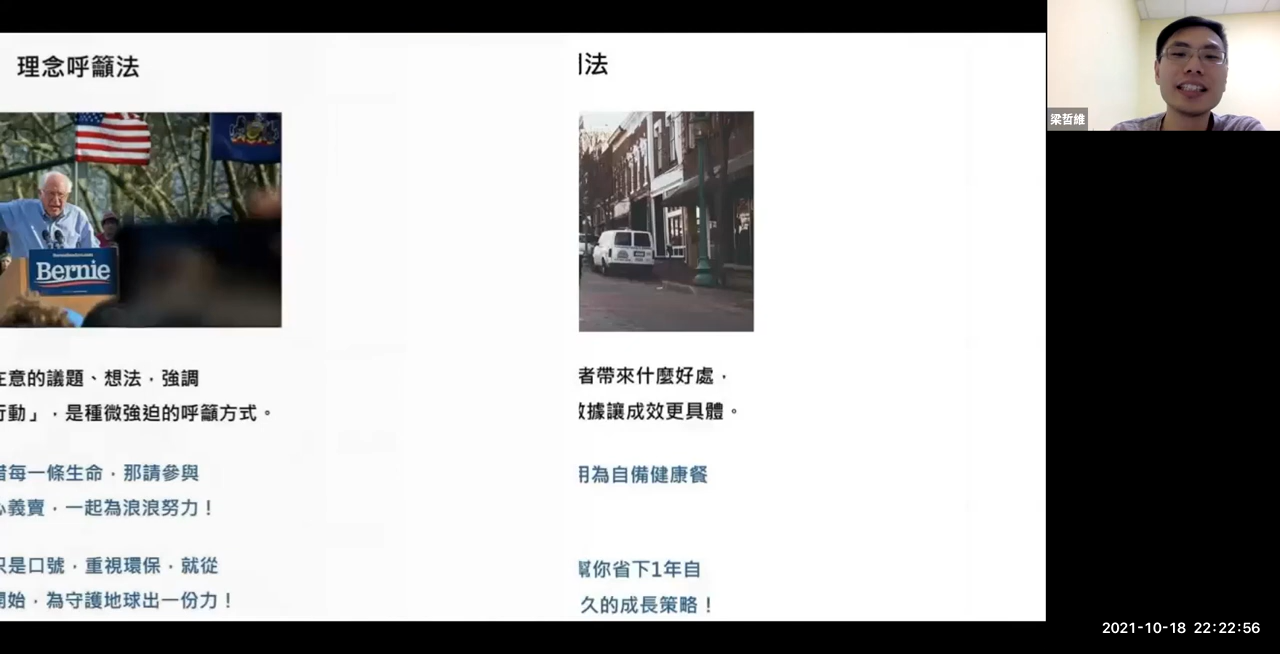 理念呼籲法
Bernie
在意的議題、想法，強調
行動」，是種微強迫的呼籲方式。
惜每一條生命，那請參與
心義賣，一起為浪浪努力！
只是口號，重視環保，就從
開始，為守護地球出一份力！
法
者帶來什麼好處，
數據讓成效更具體。
用為自備健康餐
幫你省下1年自
久的成長策略！
梁哲維
2021-10-18 22:22:56